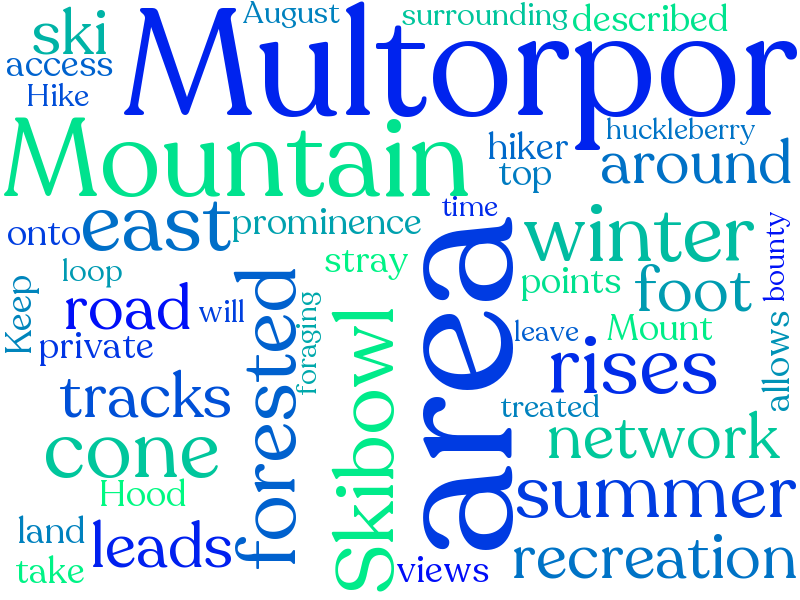 August
surrounding
described
ski
Multorpor
access
Hike
Mountain
huckleberry
hiker
around
top
time
east
prominence
onto
winter
bounty
stray
area
loop
points
foot
Keep
road
will
forested
foraging
Skibowl
leave
Mount
allows
private
rises
tracks
treated
network
cone
Hood
summer
land
leads
recreation
take
views